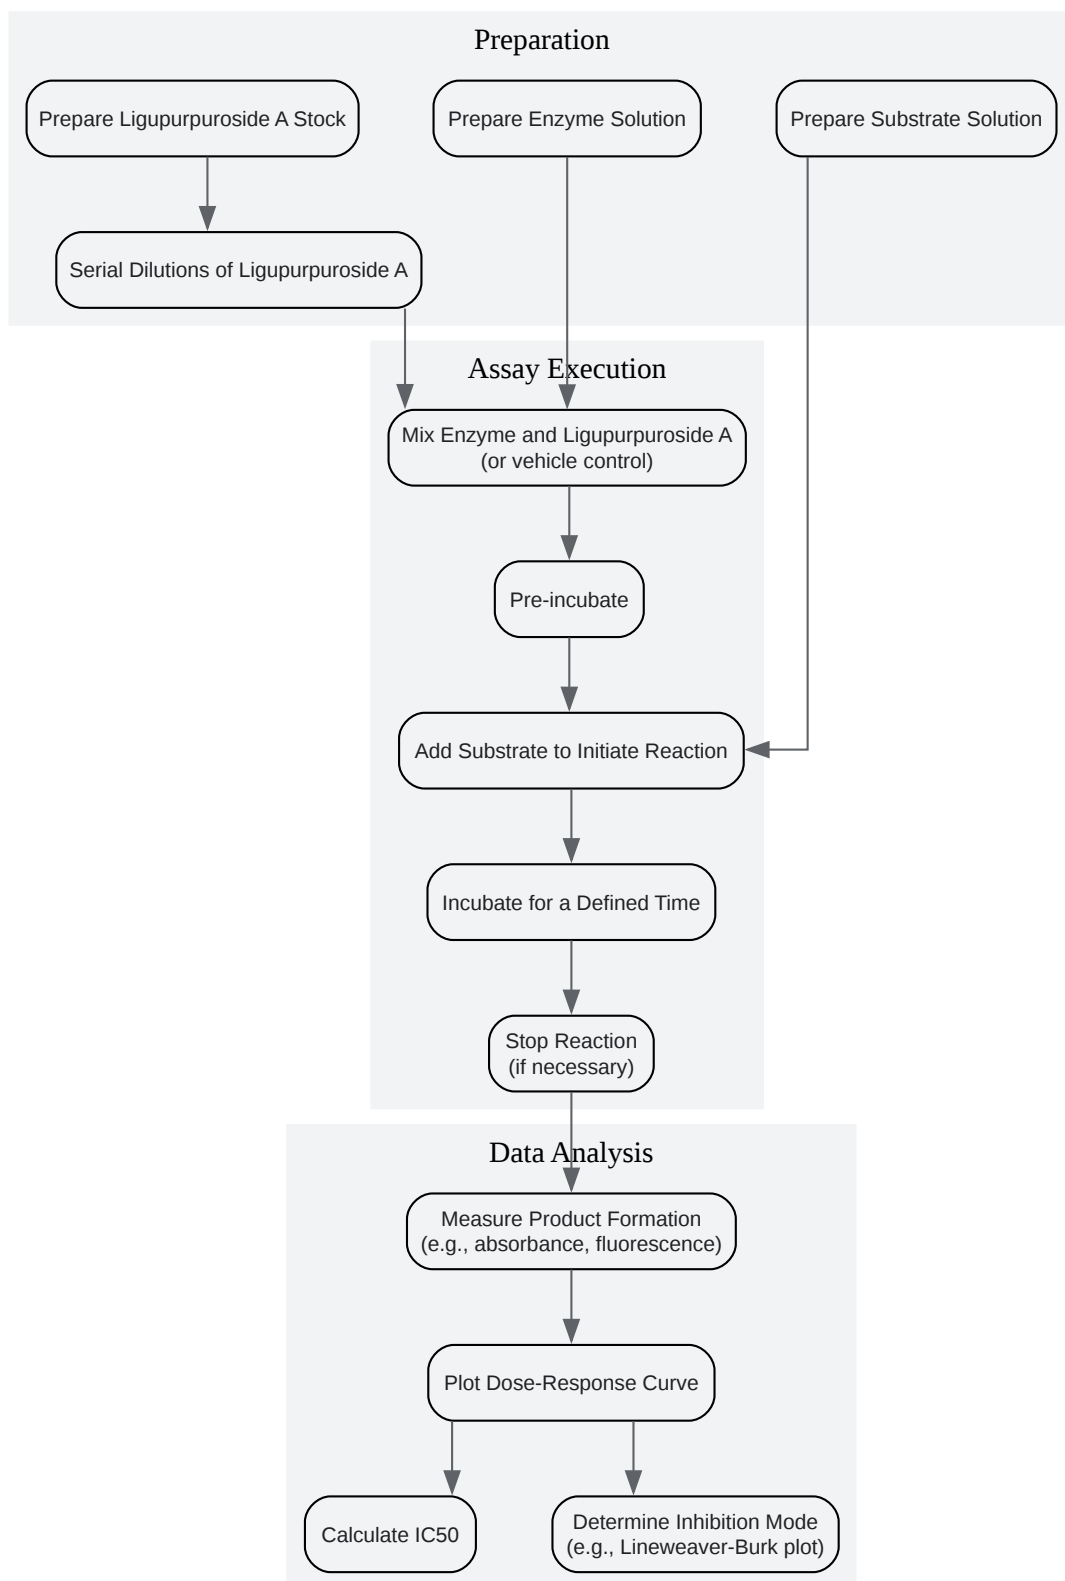 Preparation
Prepare Ligupurpuroside A Stock
Prepare Enzyme Solution
Prepare Substrate Solution
Serial Dilutions of Ligupurpuroside A
Assay Execution
Mix Enzyme and Ligupurpuroside A
(or vehicle control)
Pre-incubate
Add Substrate to Initiate Reaction
Incubate for a Defined Time
Stop Reaction
(if necessary)
Data Analysis
Measure Product Formation
(e.g., absorbance, fluorescence)
Plot Dose-Response Curve
Calculate IC50
Determine Inhibition Mode
(e.g., Lineweaver-Burk plot)